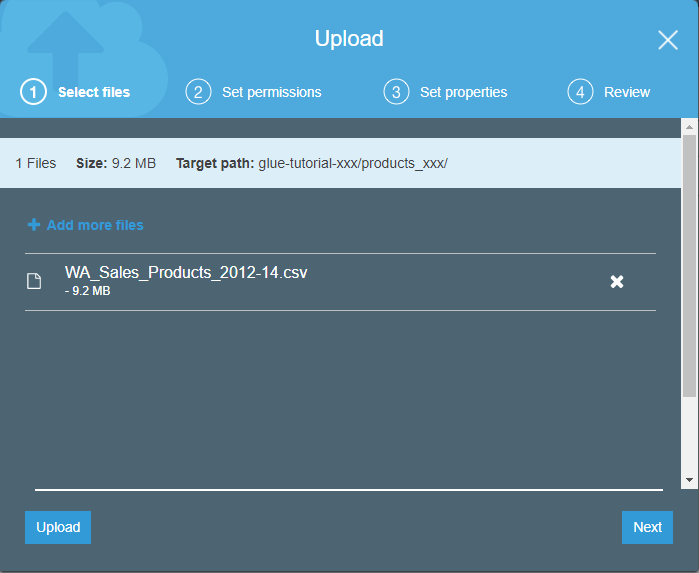 Upload
1 Select files 2 Set permissions 3 Set properties 4 Review
1 Files Size: 9.2 MB Target path: glue-tutorial-xxx/products_xxx/
Add more files
WA_Sales_Products_2012-14.csv
- 9.2 MB
Upload Next